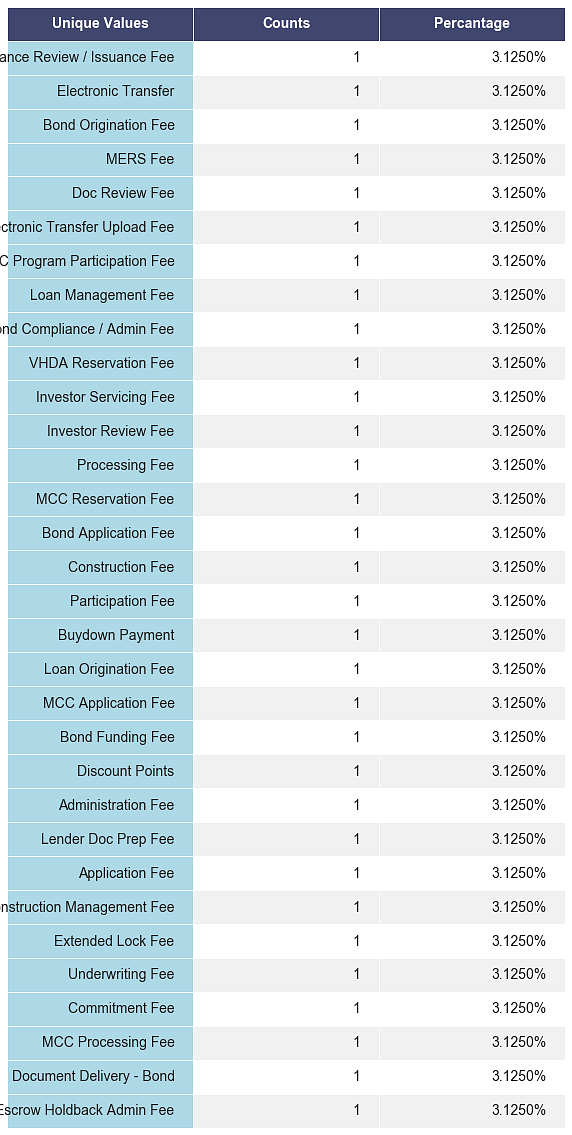 Unique Values Counts Percantage
Review / Issuance Fee 1 3.1250%
Electronic Transfer 1 3.1250%
Bond Origination Fee 1 3.1250%
MERS Fee 1 3.1250%
Doc Review Fee 1 3.1250%
Transfer Upload Fee 1 3.1250%
C Program Participation Fee 1 3.1250%
Loan Management Fee 1 3.1250%
Compliance / Admin Fee 1 3.1250%
VHDA Reservation Fee 1 3.1250%
Investor Servicing Fee 1 3.1250%
Investor Review Fee 1 3.1250%
Processing Fee 1 3.1250%
MCC Reservation Fee 1 3.1250%
Bond Application Fee 1 3.1250%
Construction Fee 1 3.1250%
Participation Fee 1 3.1250%
Buydown Payment 1 3.1250%
Loan Origination Fee 1 3.1250%
MCC Application Fee 1 3.1250%
Bond Funding Fee 1 3.1250%
Discount Points 1 3.1250%
Administration Fee 1 3.1250%
Lender Doc Prep Fee 1 3.1250%
Application Fee 1 3.1250%
Management Fee 1 3.1250%
Extended Lock Fee 1 3.1250%
Underwriting Fee 1 3.1250%
Commitment Fee 1 3.1250%
MCC Processing Fee 1 3.1250%
Document Delivery - Bond 1 3.1250%
Escrow Holdback Admin Fee 1 3.1250%